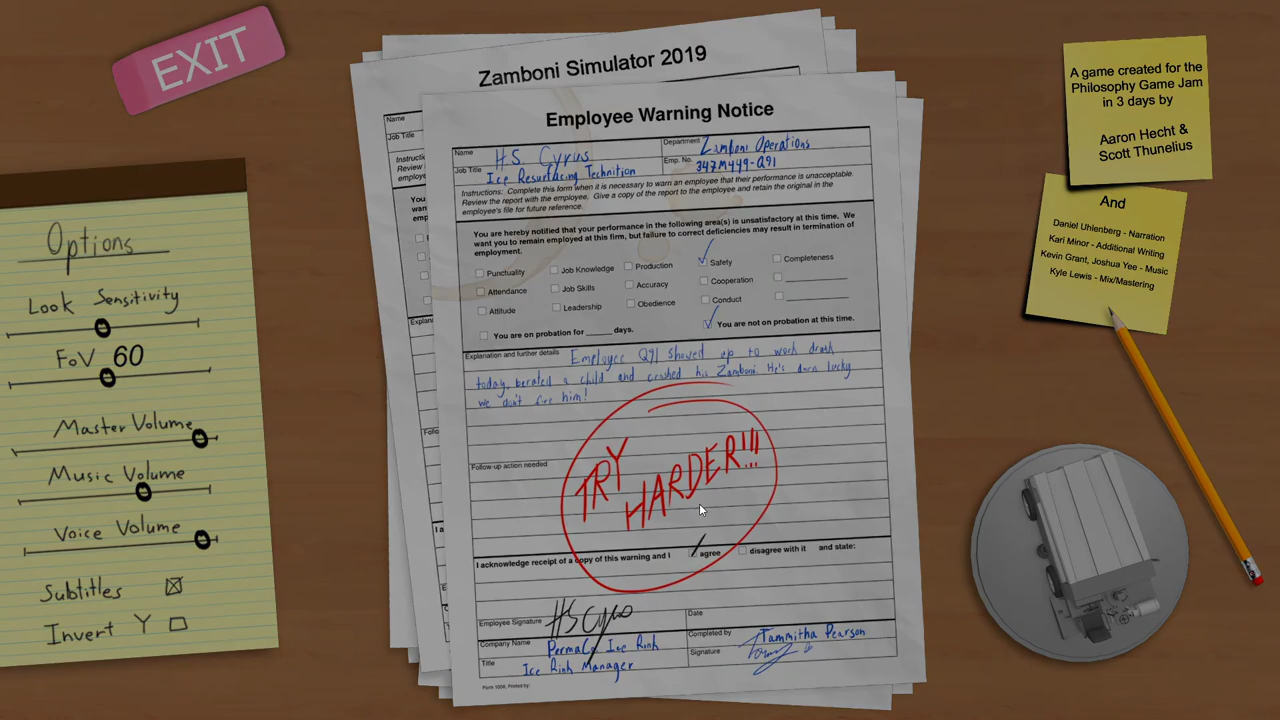 EXIT
Options
Look Sensitivity
FoV 60
Master Volume
Music Volume
Voice Volume
Subtitles
Invert Y
Zamboni Simulator 2019
Name
Job Title
Employee Warning Notice
Name H.S. Cyrus
Department Zamboni Operations
Job Title Ice Resurfacing Technition
Emp. No. 347M449-Q91
Instructions: Complete this form when it is necessary to warn an employee that their performance is unacceptable.
Review the report with the employee. Give a copy of the report to the employee and retain the original in the
employee's file for future reference.
You are hereby notified that your performance in the following area(s) is unsatisfactory at this time. We
want you to remain employed at this firm, but failure to correct deficiencies may result in termination of
employment.
Punctuality Job Knowledge Production Safety Completeness
Attendance Job Skills Accuracy Cooperation
Attitude Leadership Obedience Conduct
You are on probation for ______ days. You are not on probation at this time.
Explanation and further details Employee Q91 showed up to work drunk
today, berated a child and crashed his Zamboni. He's darn lucky
we don't fire him!
Follow-up action needed
TRY
HARDER!!!
I acknowledge receipt of a copy of this warning and I agree disagree with it and state:
Employee Signature HS Cyrus
Date
Company Name PermaCo Ice Rink
Completed by Tammitha Pearson
Title Ice Rink Manager
Signature
Form 1006, Printed by:
A game created for the
Philosophy Game Jam
in 3 days by
Aaron Hecht &
Scott Thunelius
And
Daniel Uhlenberg - Narration
Kari Minor - Additional Writing
Kevin Grant, Joshua Yee - Music
Kyle Lewis - Mix/Mastering